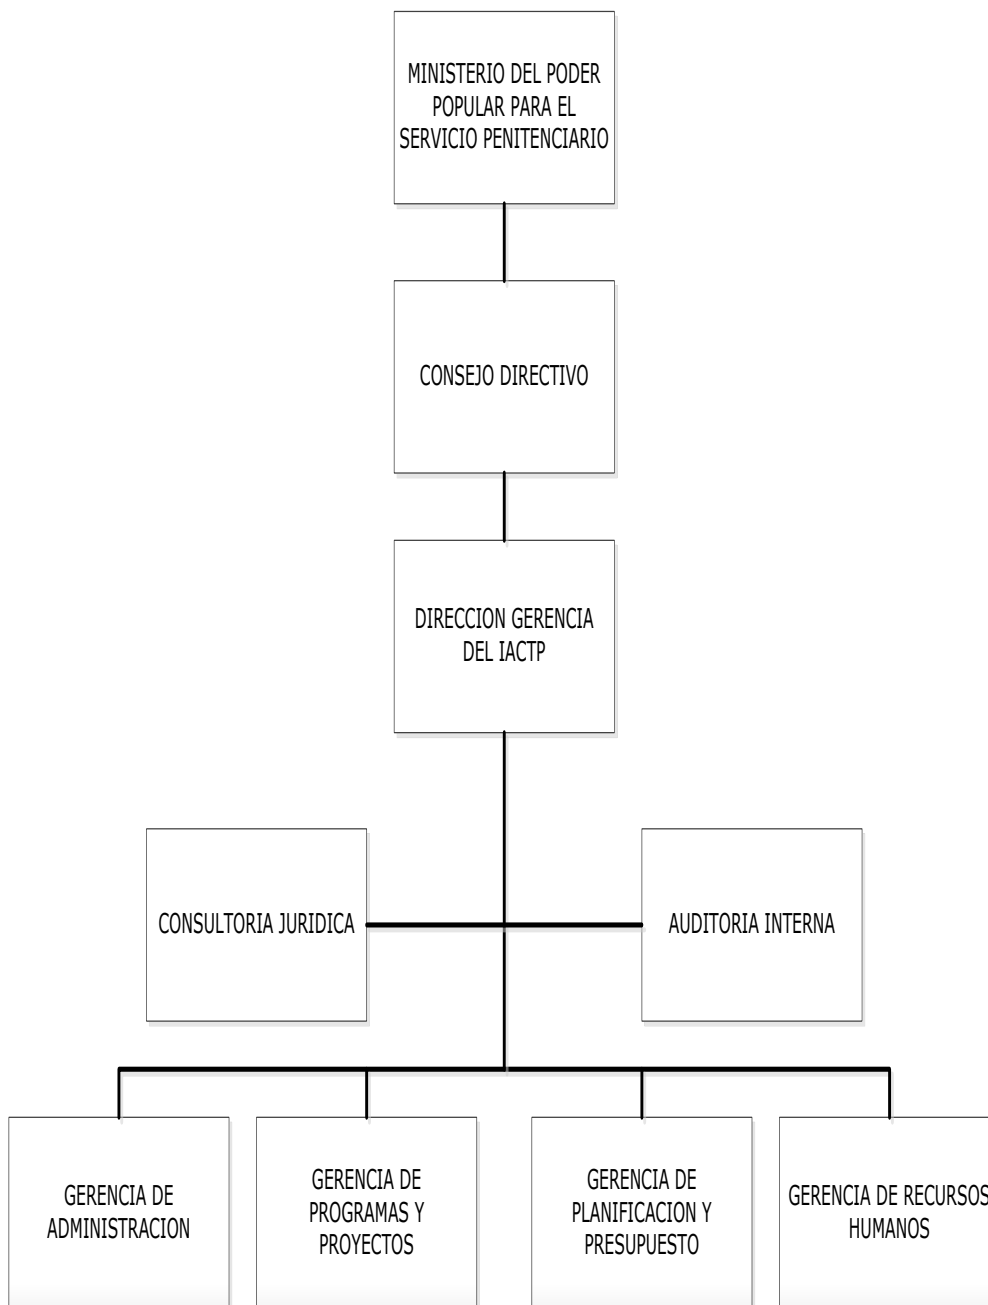 MINISTERIO DEL PODER
POPULAR PARA EL
SERVICIO PENITENCIARIO
CONSEJO DIRECTIVO
DIRECCION GERENCIA
DEL IACTP
CONSULTORIA JURIDICA
AUDITORIA INTERNA
GERENCIA DE
ADMINISTRACION
GERENCIA DE
PROGRAMAS Y
PROYECTOS
GERENCIA DE
PLANIFICACION Y
PRESUPUESTO
GERENCIA DE RECURSOS
HUMANOS